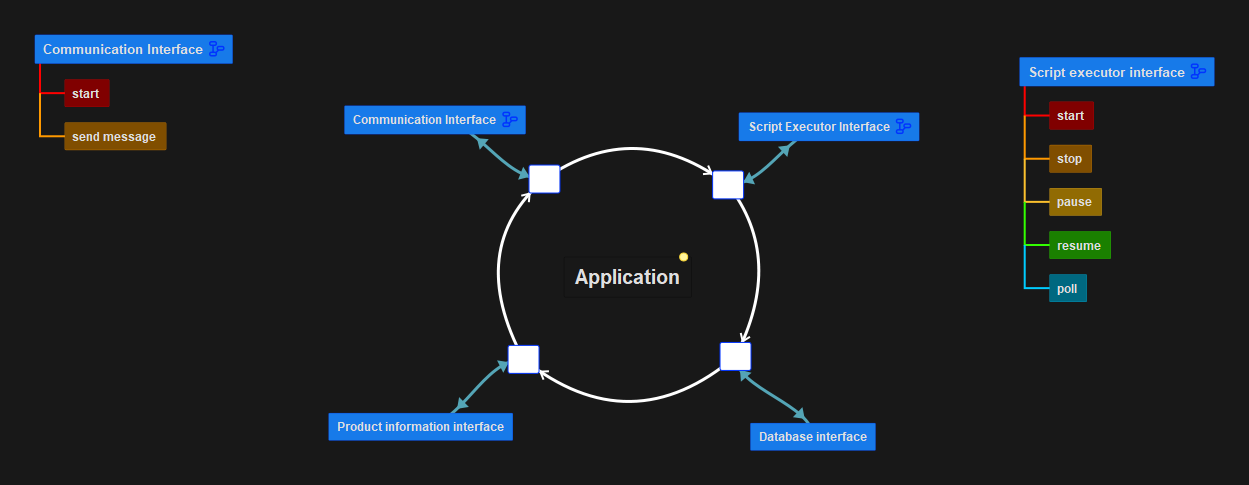 Communication Interface
start
send message
Communication Interface
Script Executor Interface
Application
Product information interface
Database interface
Script executor interface
start
stop
pause
resume
poll